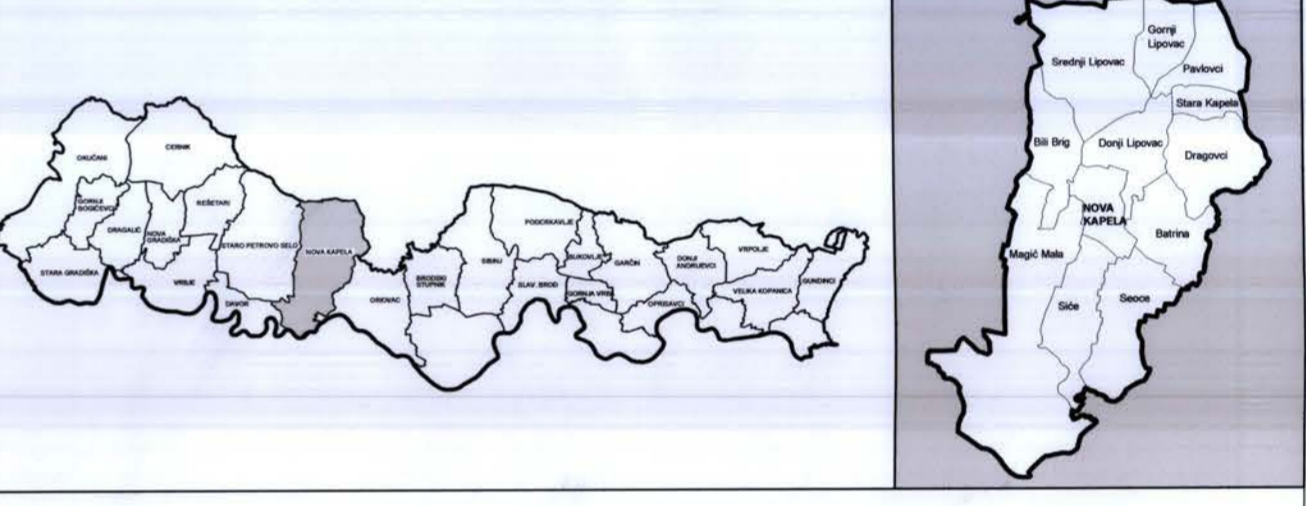 OKUČANI
CERNIK
GORNJI
BOGIĆEVCI
REŠETARI
DRAGALIĆ
NOVA
GRADIŠKA
STARO PETROVO SELO
NOVA KAPELA
STARA GRADIŠKA
VRBJE
DAVOR
ORIOVAC
BRODSKI
STUPNIK
SIBINJ
PODCRKAVLJE
BUKOVLJE
GARČIN
SLAV. BROD
GORNJA VRBA
DONJI
ANDRIJEVCI
OPRISAVCI
VRPOLJE
VELIKA KOPANICA
GUNDINCI
Gornji
Lipovac
Srednji Lipovac
Pavlovci
Stara Kapela
Bili Brig
Donji Lipovac
Dragovci
NOVA
KAPELA
Batrina
Magić Mala
Siče
Seoce